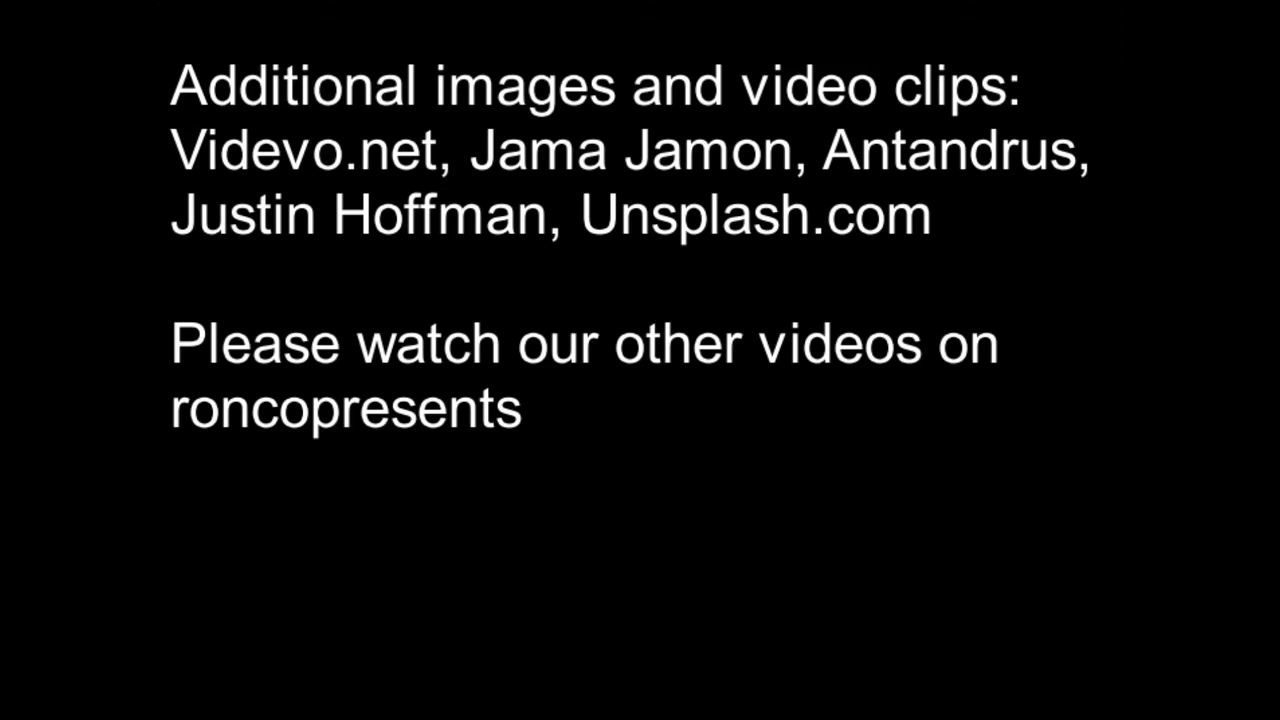 Additional images and video clips:
Videvo.net, Jama Jamon, Antandrus,
Justin Hoffman, Unsplash.com
Please watch our other videos on
roncopresents